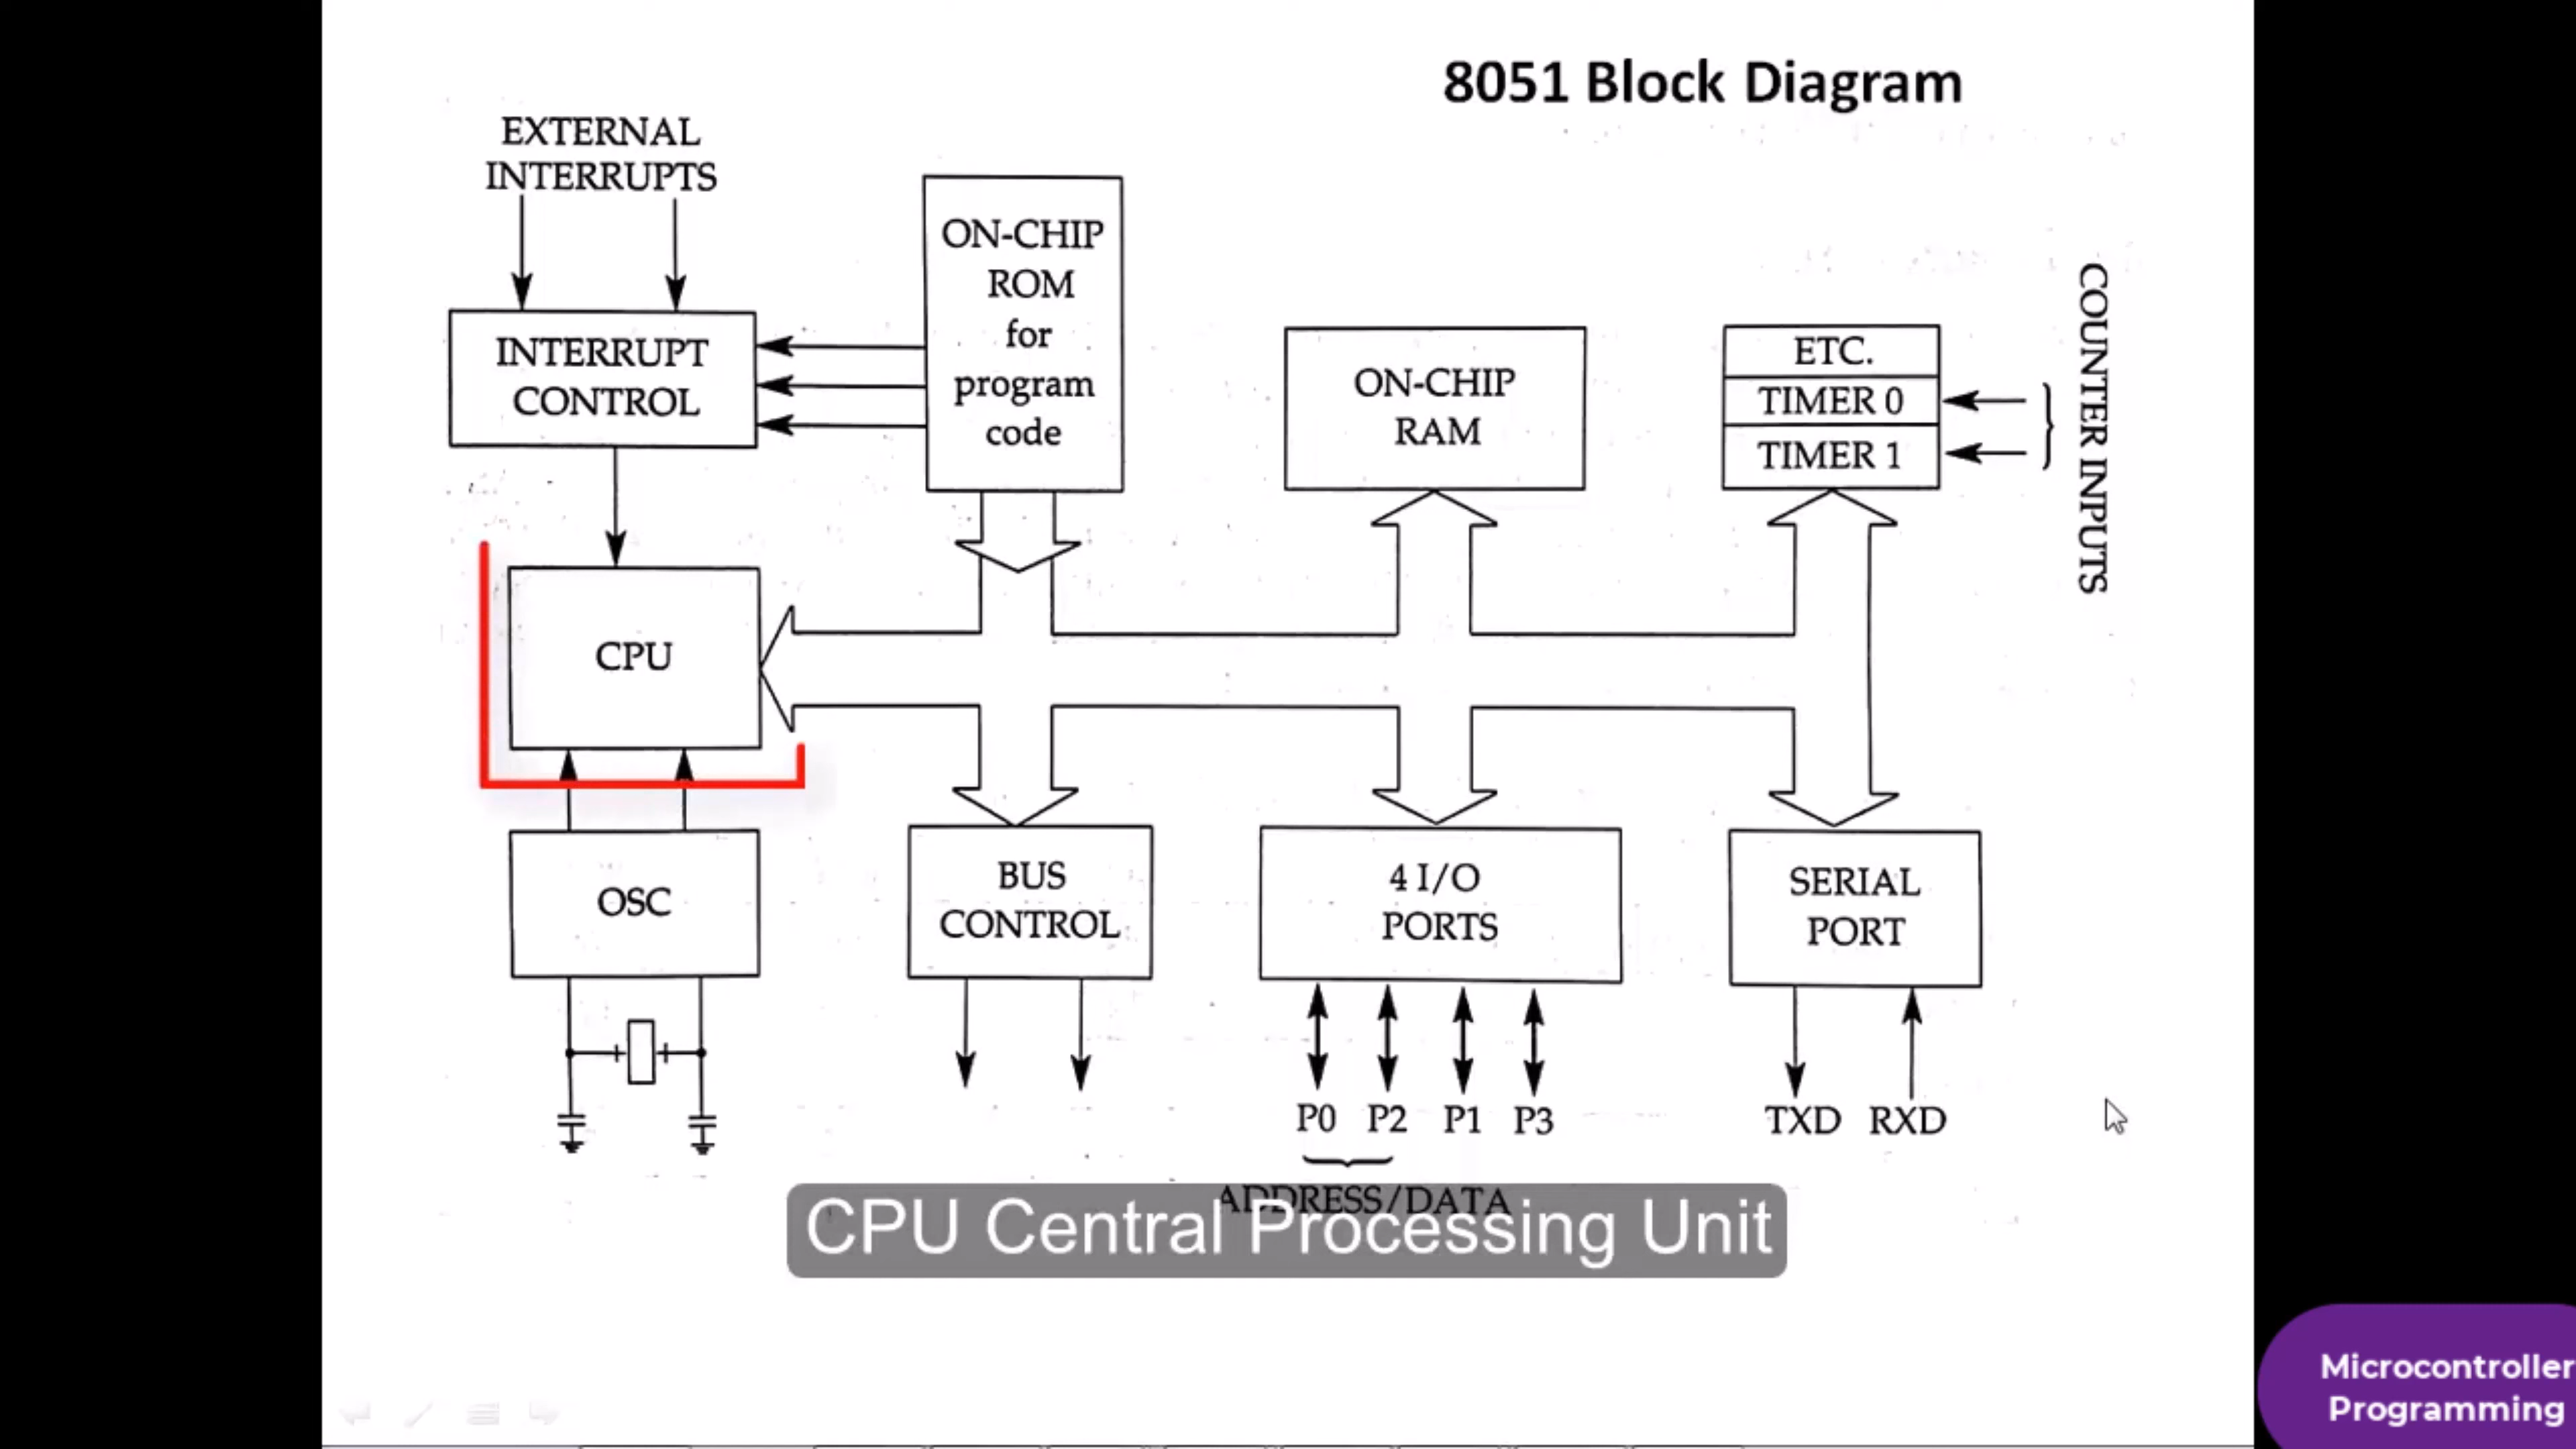 8051 Block Diagram
EXTERNAL
INTERRUPTS
ON-CHIP
ROM
for
program
code
INTERRUPT
CONTROL
ON-CHIP
RAM
ETC.
TIMER 0
TIMER 1
COUNTER INPUTS
CPU
OSC
BUS
CONTROL
4 I/O
PORTS
SERIAL
PORT
P0 P2 P1 P3
TXD RXD
ADDRESS/DATA
CPU Central Processing Unit
Microcontroller
Programming